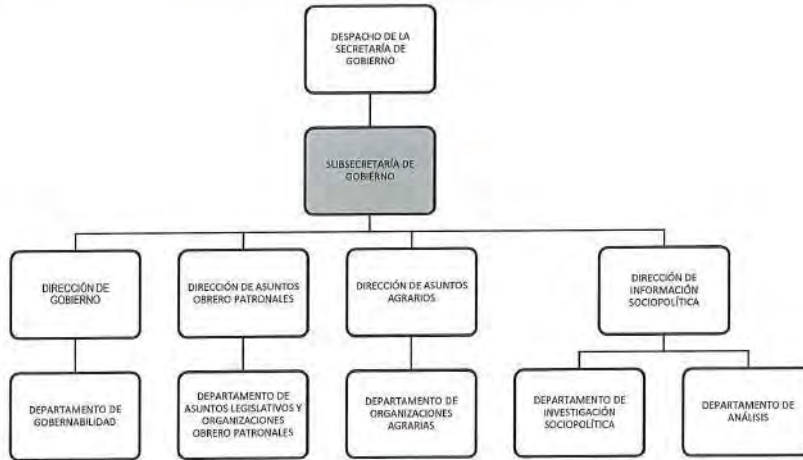 DESPACHO DE LA
SECRETARÍA DE
GOBIERNO
SUBSECRETARÍA DE
GOBIERNO
DIRECCIÓN DE
GOBIERNO
DIRECCIÓN DE ASUNTOS
OBRERO PATRONALES
DIRECCIÓN DE ASUNTOS
AGRARIOS
DIRECCIÓN DE
INFORMACIÓN
SOCIOPOLÍTICA
DEPARTAMENTO DE
GOBERNABILIDAD
DEPARTAMENTO DE
ASUNTOS LEGISLATIVOS Y
ORGANIZACIONES
OBRERO PATRONALES
DEPARTAMENTO DE
ORGANIZACIONES
AGRARIAS
DEPARTAMENTO DE
INVESTIGACIÓN
SOCIOPOLÍTICA
DEPARTAMENTO DE
ANÁLISIS